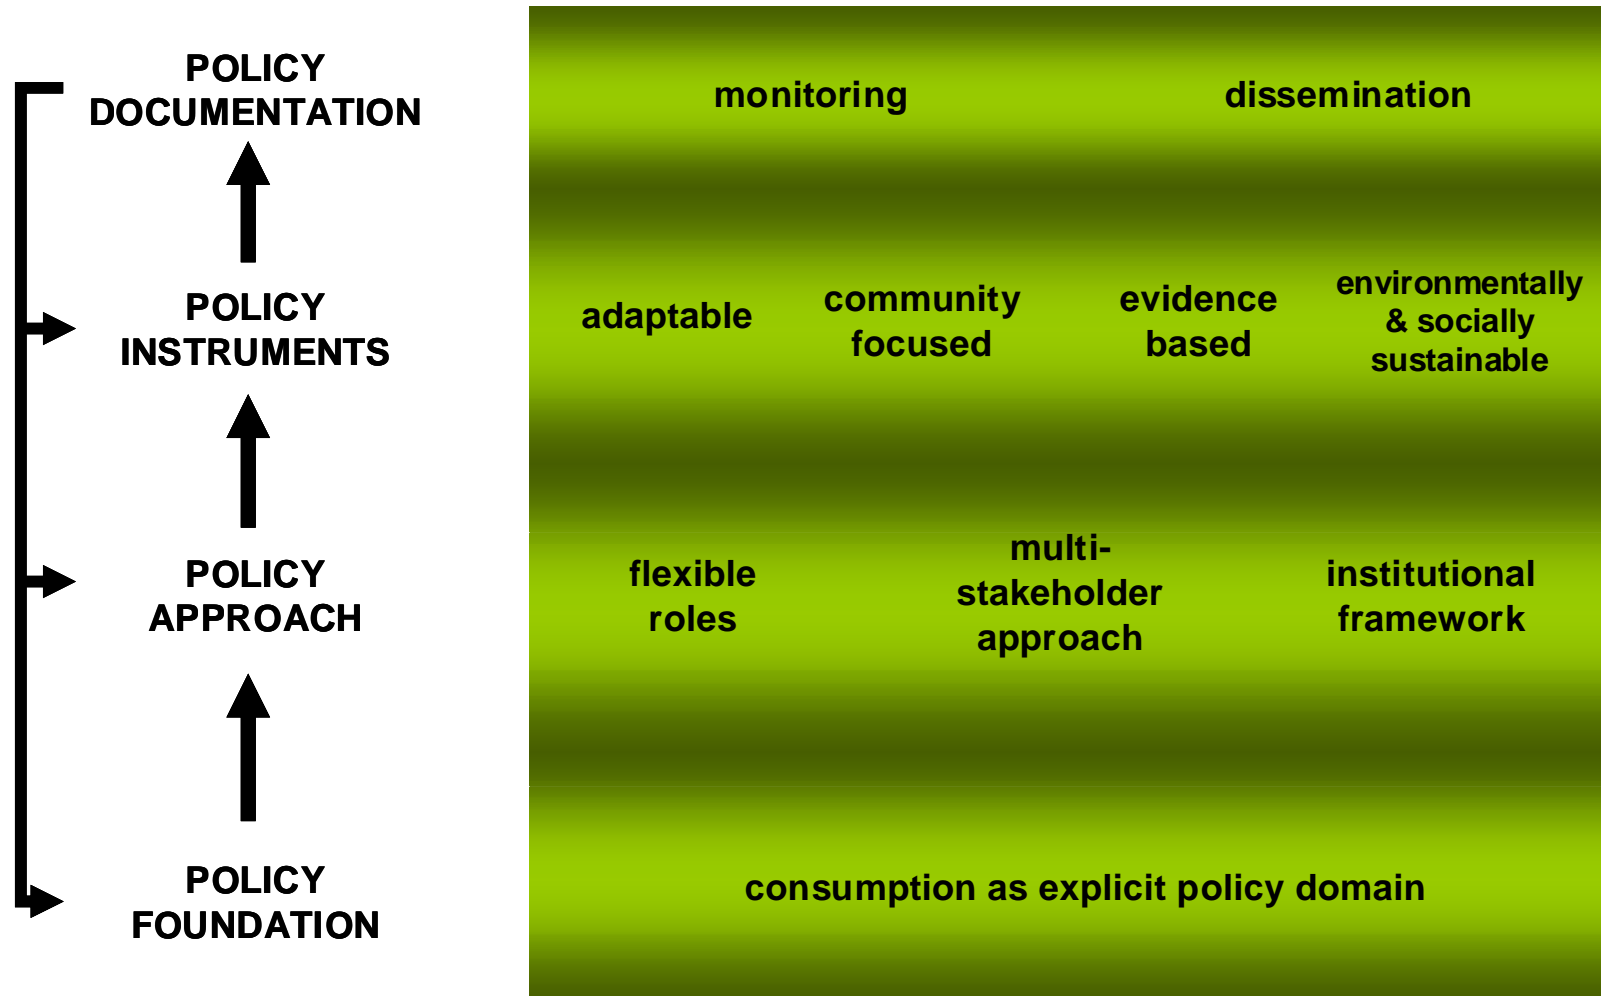 POLICY
DOCUMENTATION
monitoring
dissemination
POLICY
INSTRUMENTS
adaptable
community
focused
evidence
based
environmentally
& socially
sustainable
POLICY
APPROACH
flexible
roles
multi-
stakeholder
approach
institutional
framework
POLICY
FOUNDATION
consumption as explicit policy domain